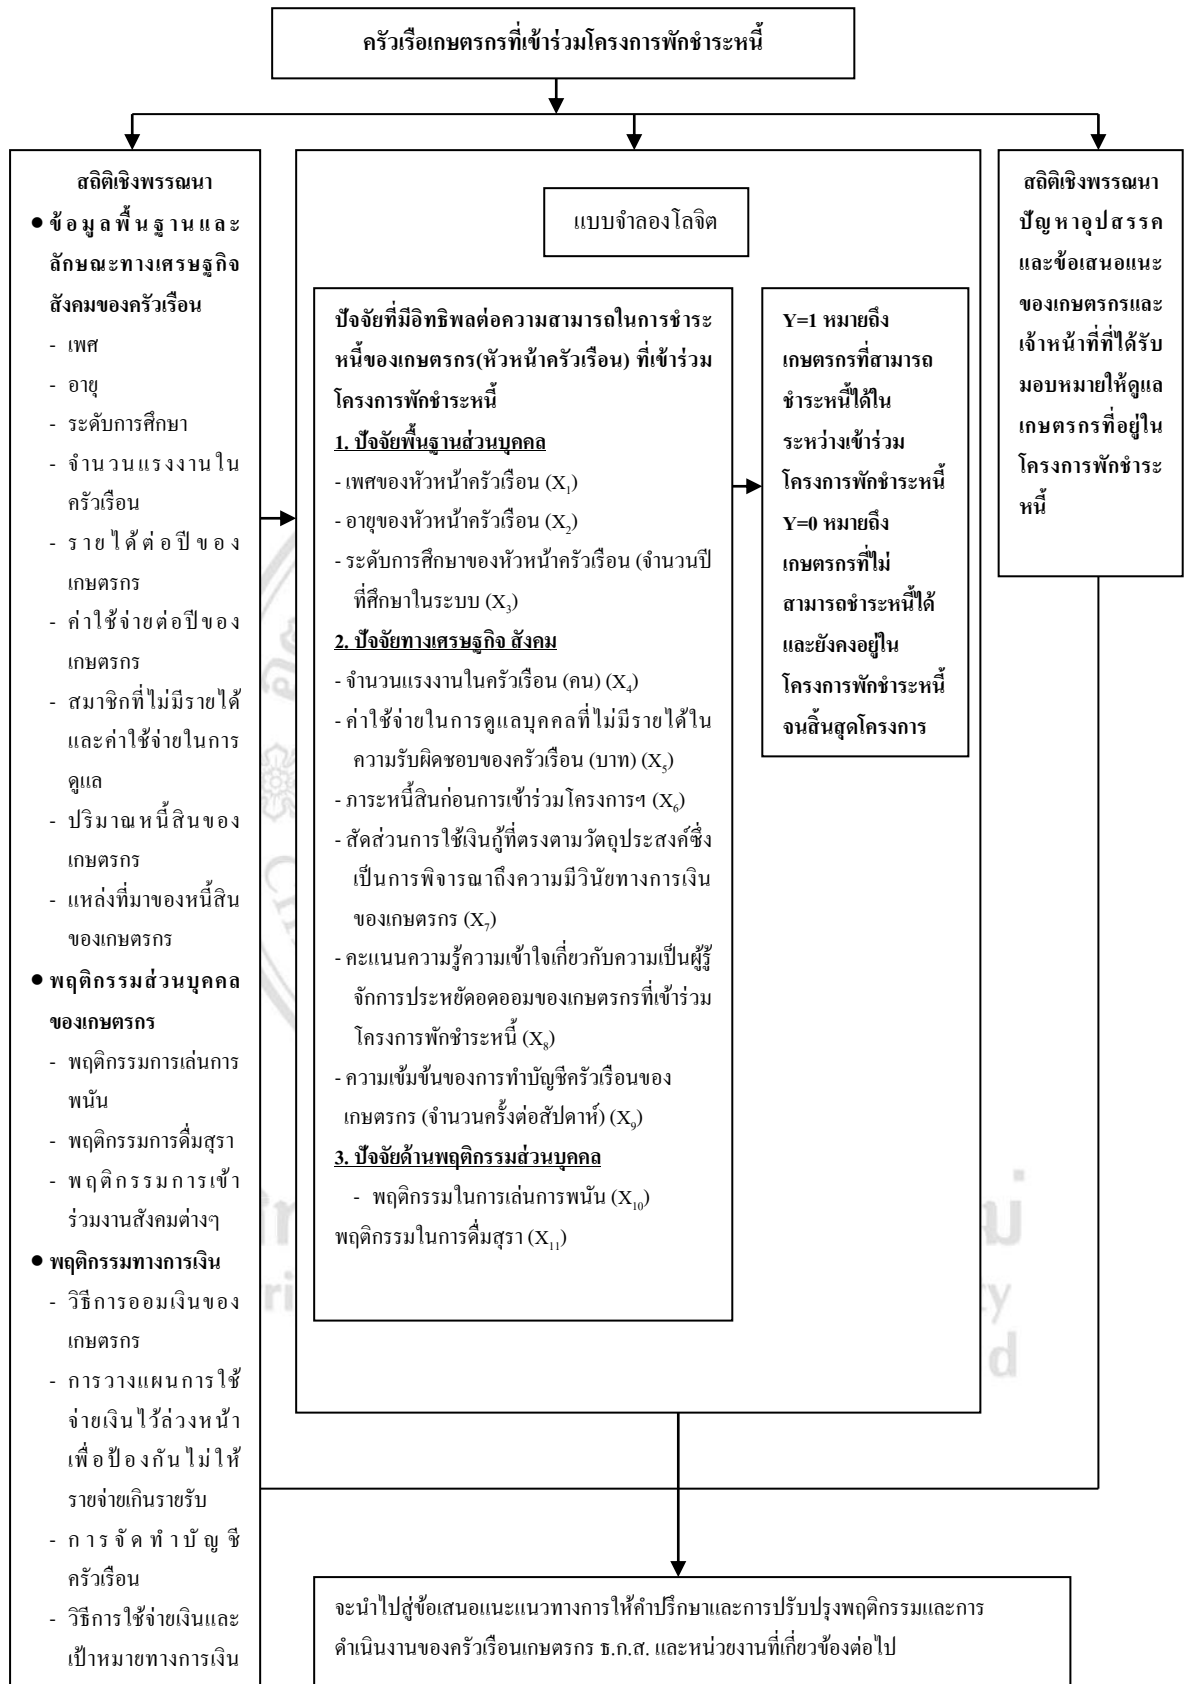 ครัวเรือเกษตรกรที่เข้าร่วมโครงการพักชำระหนี้
สถิติเชิงพรรณนา
● ข้อมูลพื้นฐานและ
ลักษณะทางเศรษฐกิจ
สังคมของครัวเรือน
- เพศ
- อายุ
- ระดับการศึกษา
- จำนวนแรงงานใน
ครัวเรือน
- รายได้ต่อปีของ
เกษตรกร
- ค่าใช้จ่ายต่อปีของ
เกษตรกร
- สมาชิกที่ไม่มีรายได้
และค่าใช้จ่ายในการ
ดูแล
- ปริมาณหนี้สินของ
เกษตรกร
- แหล่งที่มาของหนี้สิน
ของเกษตรกร
● พฤติกรรมส่วนบุคคล
ของเกษตรกร
- พฤติกรรมการเล่นการ
พนัน
- พฤติกรรมการดื่มสุรา
- พฤติกรรมการเข้า
ร่วมงานสังคมต่างๆ
● พฤติกรรมทางการเงิน
- วิธีการออมเงินของ
เกษตรกร
- การวางแผนการใช้
จ่ายเงินไว้ล่วงหน้า
เพื่อป้องกันไม่ให้
รายจ่ายเกินรายรับ
- การจัดทำบัญชี
ครัวเรือน
- วิธีการใช้จ่ายเงินและ
เป้าหมายทางการเงิน
แบบจำลองโลจิต
ปัจจัยที่มีอิทธิพลต่อความสามารถในการชำระ
หนี้ของเกษตรกร(หัวหน้าครัวเรือน) ที่เข้าร่วม
โครงการพักชำระหนี้
1. ปัจจัยพื้นฐานส่วนบุคคล
- เพศของหัวหน้าครัวเรือน (X₁)
- อายุของหัวหน้าครัวเรือน (X₂)
- ระดับการศึกษาของหัวหน้าครัวเรือน (จำนวนปี
ที่ศึกษาในระบบ (X₃)
2. ปัจจัยทางเศรษฐกิจ สังคม
- จำนวนแรงงานในครัวเรือน (คน) (X₄)
- ค่าใช้จ่ายในการดูแลบุคคลที่ไม่มีรายได้ใน
ความรับผิดชอบของครัวเรือน (บาท) (X₅)
- ภาระหนี้สินก่อนการเข้าร่วมโครงการฯ (X₆)
- สัดส่วนการใช้เงินกู้ที่ตรงตามวัตถุประสงค์ซึ่ง
เป็นการพิจารณาถึงความมีวินัยทางการเงิน
ของเกษตรกร (X₇)
- คะแนนความรู้ความเข้าใจเกี่ยวกับความเป็นผู้รู้
จักการประหยัดอดออมของเกษตรกรที่เข้าร่วม
โครงการพักชำระหนี้ (X₈)
- ความเข้มข้นของการทำบัญชีครัวเรือนของ
เกษตรกร (จำนวนครั้งต่อสัปดาห์) (X₉)
3. ปัจจัยด้านพฤติกรรมส่วนบุคคล
- พฤติกรรมในการเล่นการพนัน (X₁₀)
พฤติกรรมในการดื่มสุรา (X₁₁)
Y=1 หมายถึง
เกษตรกรที่สามารถ
ชำระหนี้ได้ใน
ระหว่างเข้าร่วม
โครงการพักชำระหนี้
Y=0 หมายถึง
เกษตรกรที่ไม่
สามารถชำระหนี้ได้
และยังคงอยู่ใน
โครงการพักชำระหนี้
จนสิ้นสุดโครงการ
สถิติเชิงพรรณนา
ปัญหาอุปสรรค
และข้อเสนอแนะ
ของเกษตรกรและ
เจ้าหน้าที่ที่ได้รับ
มอบหมายให้ดูแล
เกษตรกรที่อยู่ใน
โครงการพักชำระ
หนี้
จะนำไปสู่ข้อเสนอแนะแนวทางการให้คำปรึกษาและการปรับปรุงพฤติกรรมและการ
ดำเนินงานของครัวเรือนเกษตรกร ธ.ก.ส. และหน่วยงานที่เกี่ยวข้องต่อไป